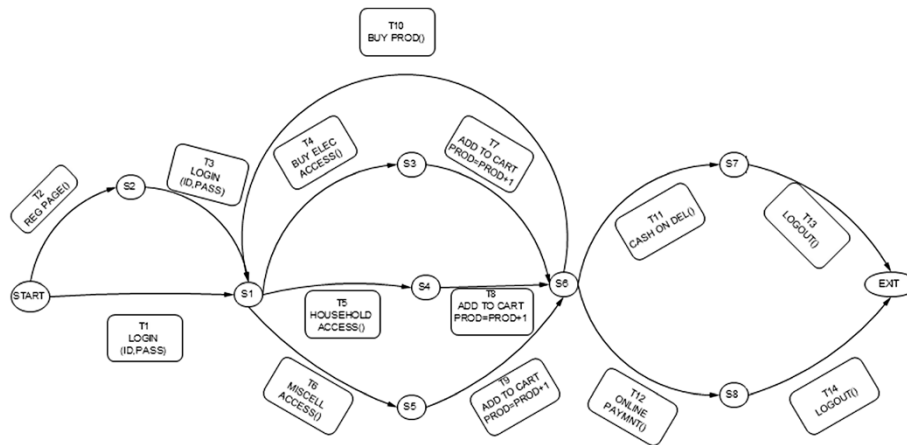 T10
BUY PROD()
T4
BUY ELEC
ACCESS()
T7
ADD TO CART
PROD=PROD+1
T3
LOGIN
(ID,PASS)
T2
REG PAGE()
S2
S3
S7
T11
CASH ON DEL()
T13
LOGOUT()
START
S1
S4
S6
EXIT
T1
LOGIN
(ID,PASS)
T5
HOUSEHOLD
ACCESS()
T8
ADD TO CART
PROD=PROD+1
T6
MISCELL
ACCESS()
S5
T9
ADD TO CART
PROD=PROD+1
T12
ONLINE
PAYMNT()
S8
T14
LOGOUT()